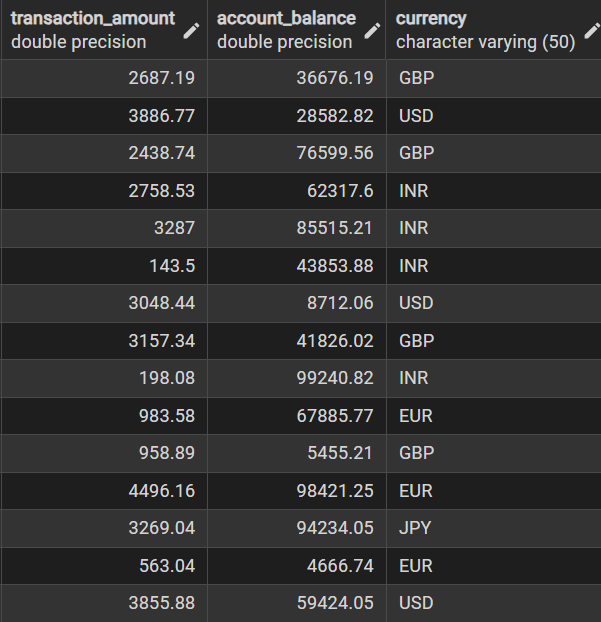 transaction_amount account_balance currency
double precision double precision character varying (50)
2687.19 36676.19 GBP
3886.77 28582.82 USD
2438.74 76599.56 GBP
2758.53 62317.6 INR
3287 85515.21 INR
143.5 43853.88 INR
3048.44 8712.06 USD
3157.34 41826.02 GBP
198.08 99240.82 INR
983.58 67885.77 EUR
958.89 5455.21 GBP
4496.16 98421.25 EUR
3269.04 94234.05 JPY
563.04 4666.74 EUR
3855.88 59424.05 USD